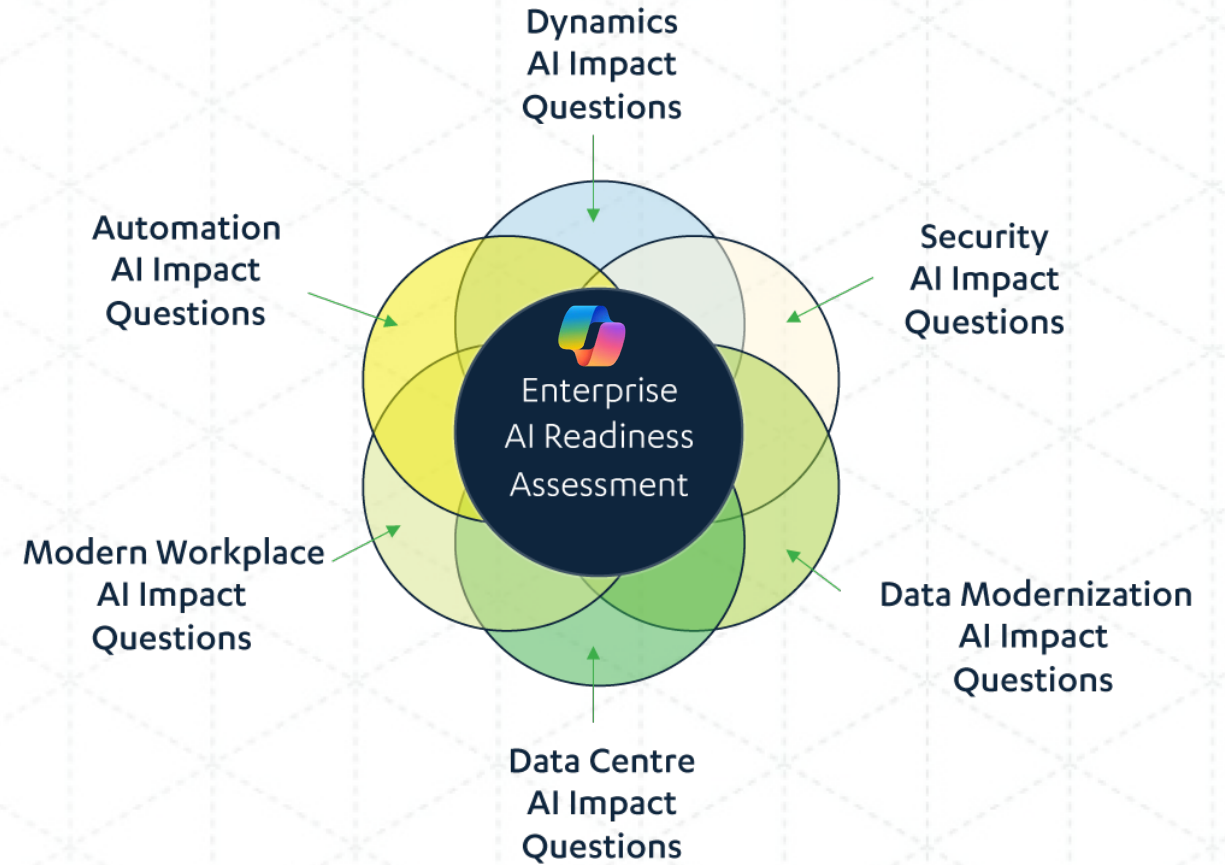 Dynamics
AI Impact
Questions
Automation
AI Impact
Questions
Security
AI Impact
Questions
Enterprise
AI Readiness
Assessment
Modern Workplace
AI Impact
Questions
Data Modernization
AI Impact
Questions
Data Centre
AI Impact
Questions